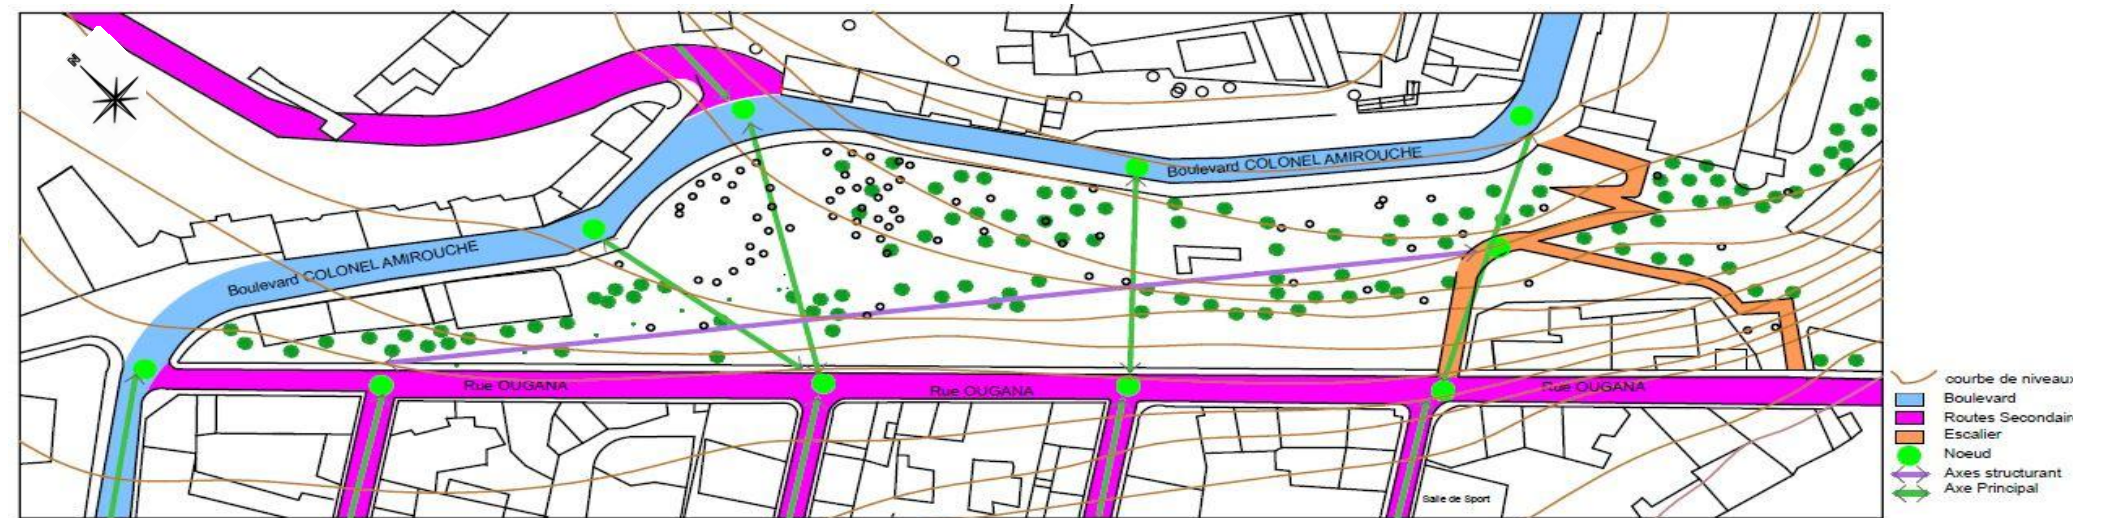 N
Boulevard COLONEL AMIROUCHE
Boulevard COLONEL AMIROUCHE
Rue OUGANA
Rue OUGANA
Rue OUGANA
Salle de Sport
courbe de niveaux
Boulevard
Routes Secondair
Escalier
Noeud
Axes structurant
Axe Principal